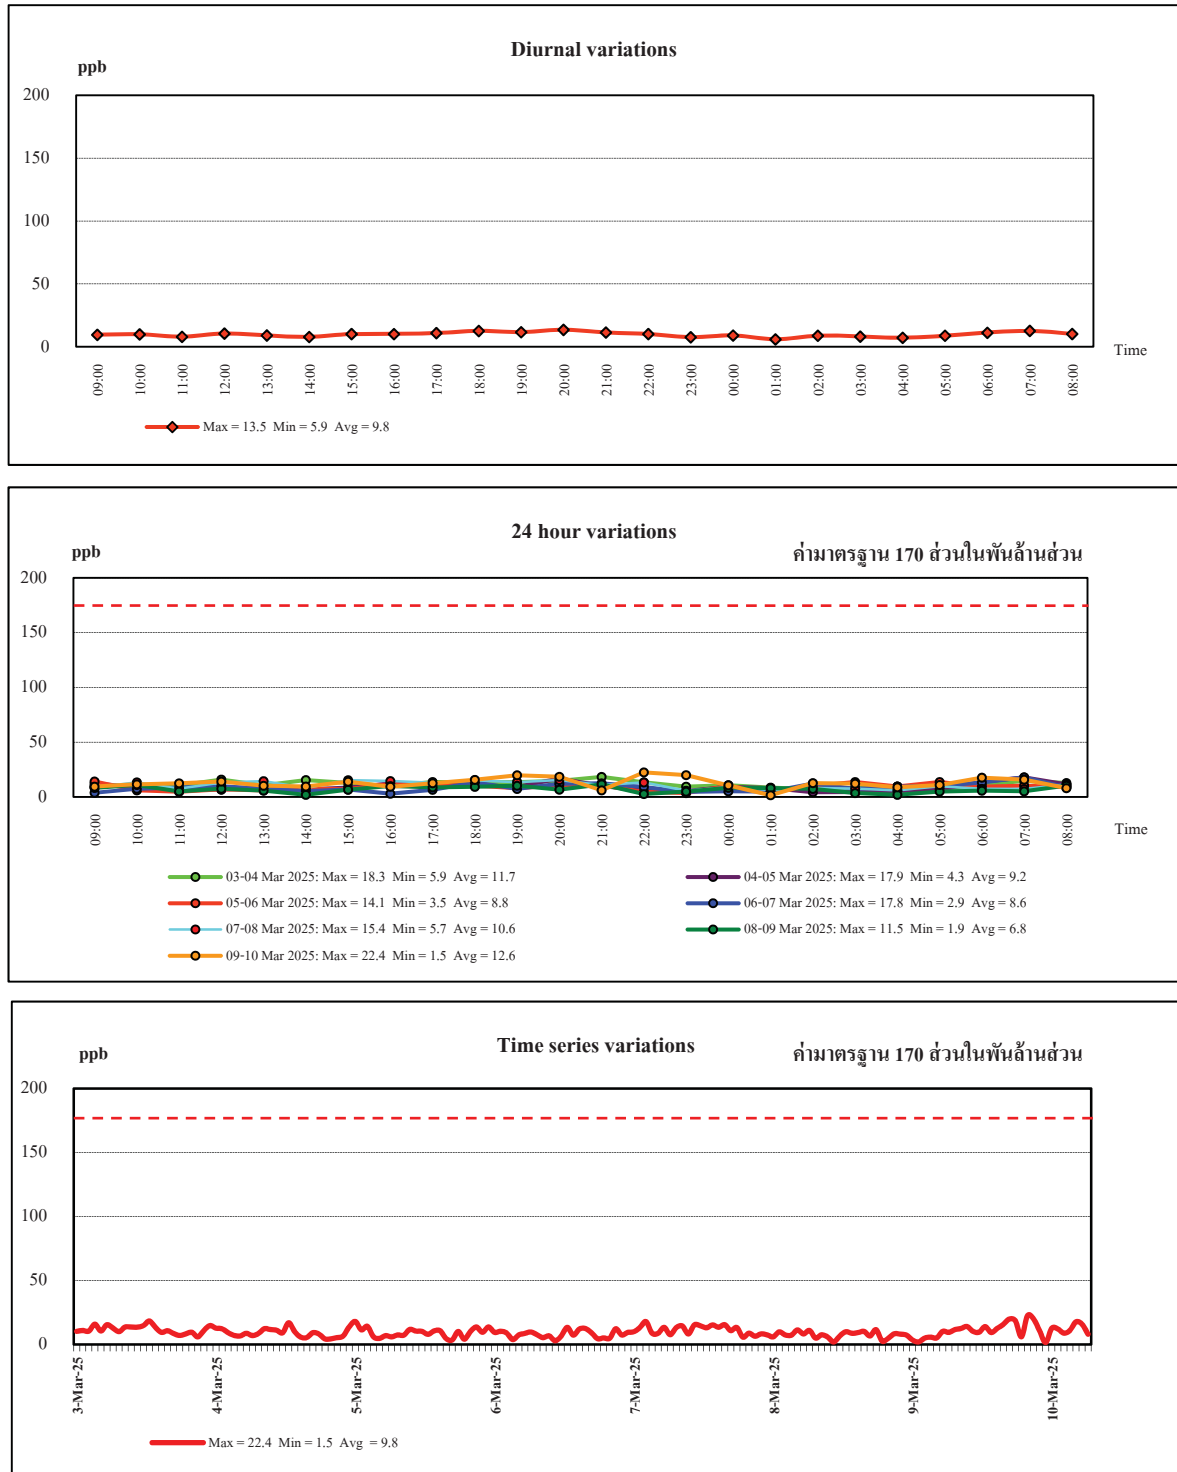 Diurnal variations
ppb
200
150
100
50
0
Time
09:00 10:00 11:00 12:00 13:00 14:00 15:00 16:00 17:00 18:00 19:00 20:00 21:00 22:00 23:00 00:00 01:00 02:00 03:00 04:00 05:00 06:00 07:00 08:00
Max = 13.5 Min = 5.9 Avg = 9.8
24 hour variations
ppb
ค่ามาตรฐาน 170 ส่วนในพันล้านส่วน
200
150
100
50
0
Time
09:00 10:00 11:00 12:00 13:00 14:00 15:00 16:00 17:00 18:00 19:00 20:00 21:00 22:00 23:00 00:00 01:00 02:00 03:00 04:00 05:00 06:00 07:00 08:00
03-04 Mar 2025: Max = 18.3 Min = 5.9 Avg = 11.7
04-05 Mar 2025: Max = 17.9 Min = 4.3 Avg = 9.2
05-06 Mar 2025: Max = 14.1 Min = 3.5 Avg = 8.8
06-07 Mar 2025: Max = 17.8 Min = 2.9 Avg = 8.6
07-08 Mar 2025: Max = 15.4 Min = 5.7 Avg = 10.6
08-09 Mar 2025: Max = 11.5 Min = 1.9 Avg = 6.8
09-10 Mar 2025: Max = 22.4 Min = 1.5 Avg = 12.6
Time series variations
ppb
ค่ามาตรฐาน 170 ส่วนในพันล้านส่วน
200
150
100
50
0
3-Mar-25 4-Mar-25 5-Mar-25 6-Mar-25 7-Mar-25 8-Mar-25 9-Mar-25 10-Mar-25
Max = 22.4 Min = 1.5 Avg = 9.8